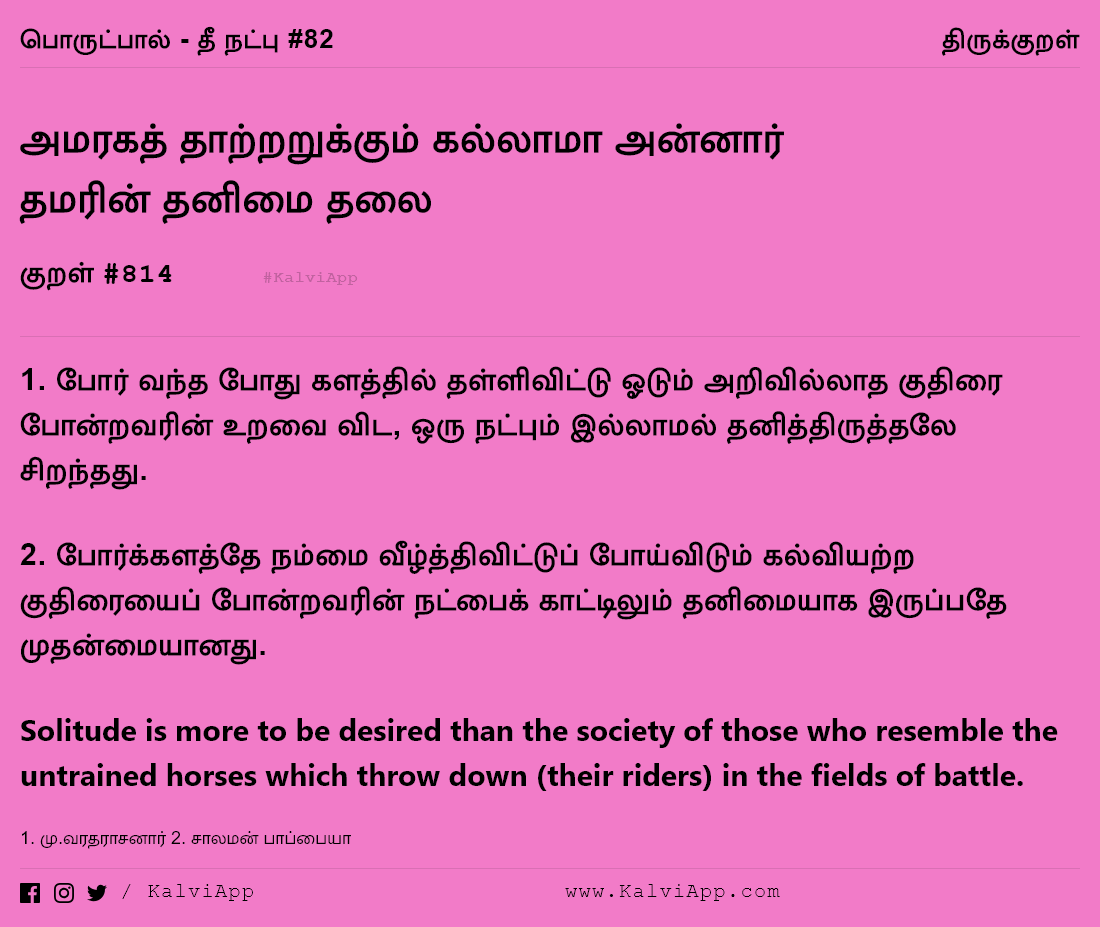 பொருட்பால் - தீ நட்பு #82 திருக்குறள்
அமரகத் தாற்றறுக்கும் கல்லாமா அன்னார்
தமரின் தனிமை தலை
குறள் #814 #KalviApp
1. போர் வந்த போது களத்தில் தள்ளிவிட்டு ஓடும் அறிவில்லாத குதிரை
போன்றவரின் உறவை விட, ஒரு நட்பும் இல்லாமல் தனித்திருத்தலே
சிறந்தது.
2. போர்க்களத்தே நம்மை வீழ்த்திவிட்டுப் போய்விடும் கல்வியற்ற
குதிரையைப் போன்றவரின் நட்பைக் காட்டிலும் தனிமையாக இருப்பதே
முதன்மையானது.
Solitude is more to be desired than the society of those who resemble the
untrained horses which throw down (their riders) in the fields of battle.
1. மு.வரதராசனார் 2. சாலமன் பாப்பையா
/ KalviApp www.KalviApp.com